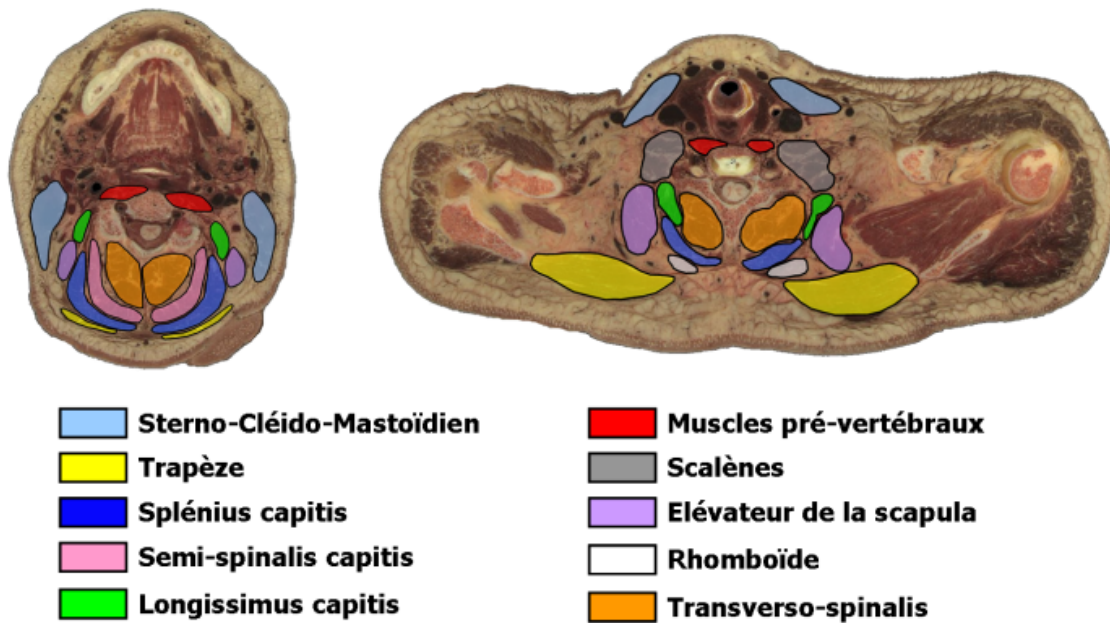 Sterno-Cléido-Mastoïdien
Trapèze
Splénius capitis
Semi-spinalis capitis
Longissimus capitis
Muscles pré-vertébraux
Scalènes
Elévateur de la scapula
Rhomboïde
Transverso-spinalis